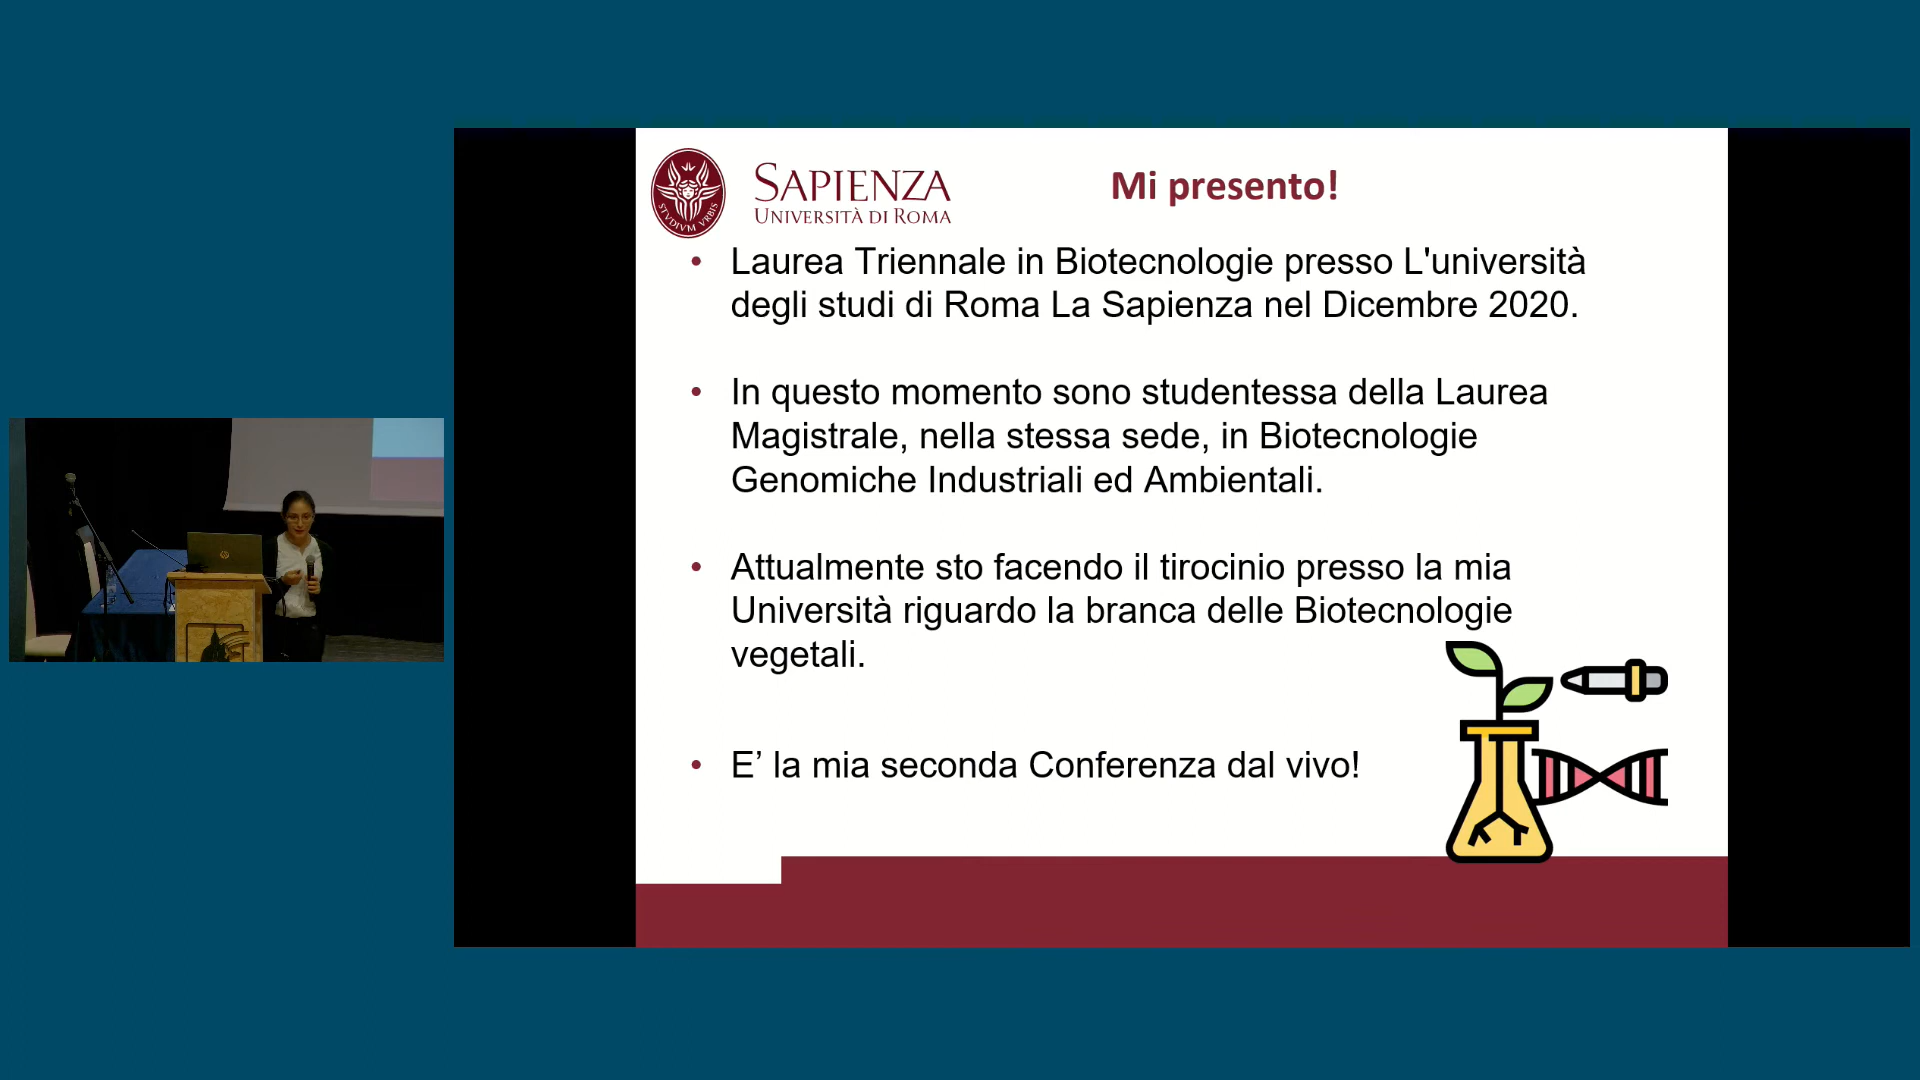 STVDIVM VRBIS
SAPIENZA
UNIVERSITÀ DI ROMA
Mi presento!
• Laurea Triennale in Biotecnologie presso L'università
degli studi di Roma La Sapienza nel Dicembre 2020.
• In questo momento sono studentessa della Laurea
Magistrale, nella stessa sede, in Biotecnologie
Genomiche Industriali ed Ambientali.
• Attualmente sto facendo il tirocinio presso la mia
Università riguardo la branca delle Biotecnologie
vegetali.
• E’ la mia seconda Conferenza dal vivo!